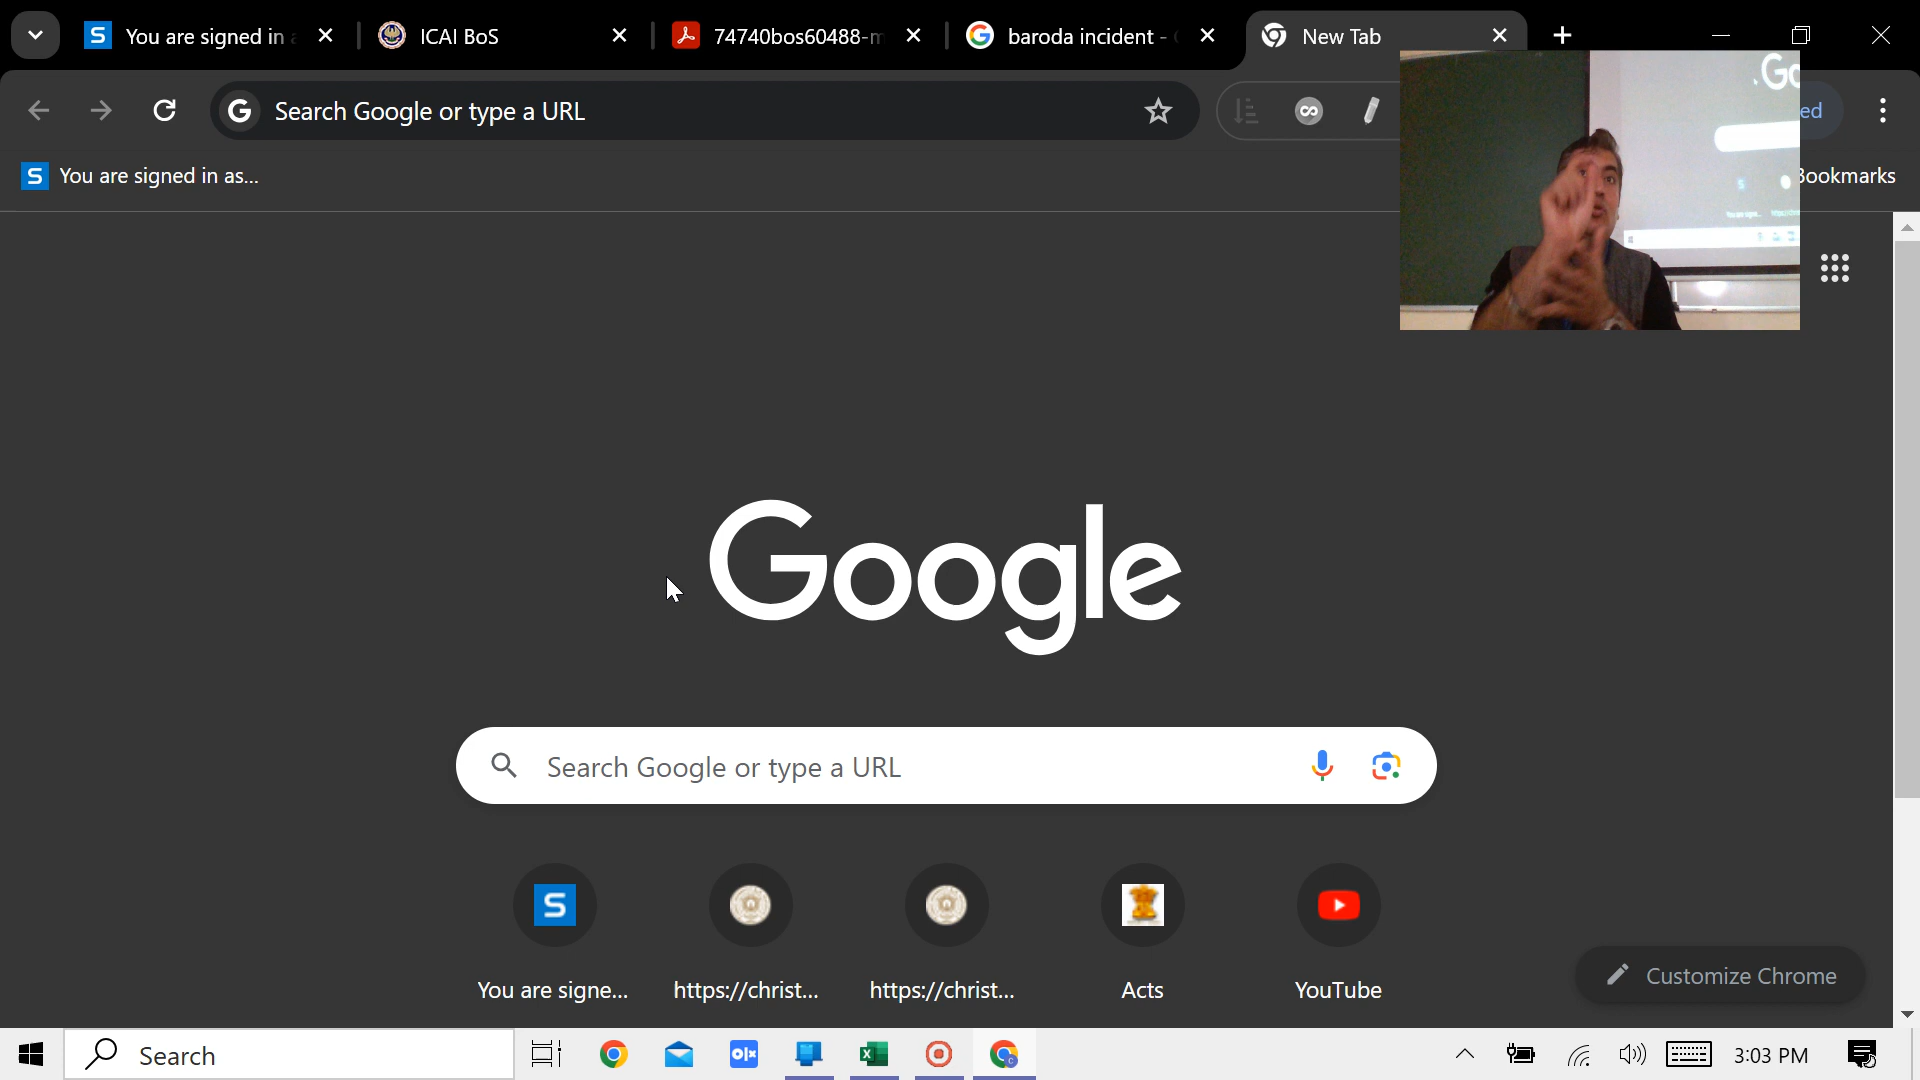 You are signed in a
ICAI BoS
74740bos60488-m
baroda incident -
New Tab
Search Google or type a URL
ed
You are signed in as...
Bookmarks
Go
Google
Search Google or type a URL
You are signe...
https://christ...
https://christ...
Acts
YouTube
Customize Chrome
Search
3:03 PM